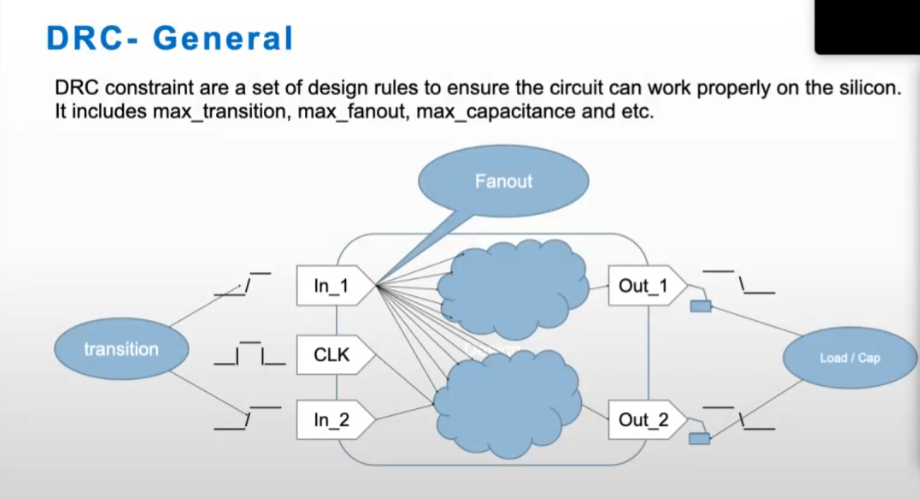 DRC- General
DRC constraint are a set of design rules to ensure the circuit can work properly on the silicon.
It includes max_transition, max_fanout, max_capacitance and etc.
Fanout
In_1
Out_1
transition
CLK
Load / Cap
In_2
Out_2